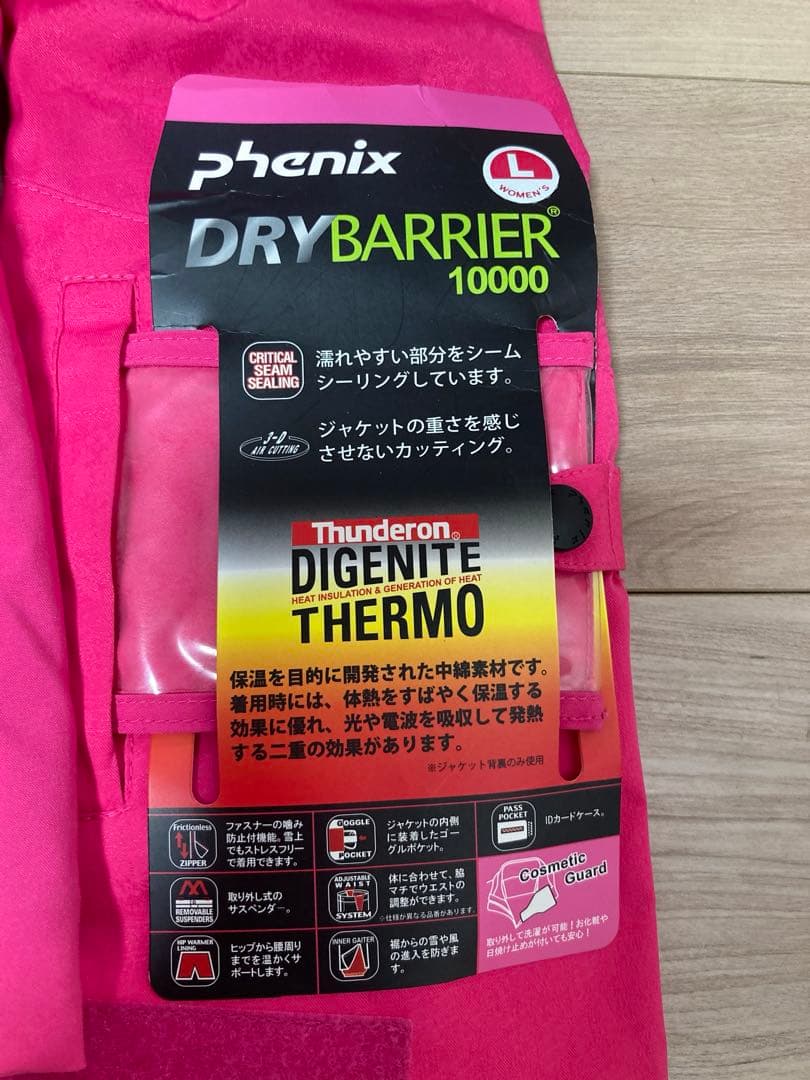 phenix
L
WOMEN'S
DRYBARRIER®
10000
CRITICAL
SEAM
SEALING
濡れやすい部分をシーム
シーリングしています。
3-D
AIR CUTTING
ジャケットの重さを感じ
させないカッティング。
Thunderon®
DIGENITE
HEAT INSULATION & GENERATION OF HEAT
THERMO
保温を目的に開発された中綿素材です。
着用時には、体熱をすばやく保温する
効果に優れ、光や電波を吸収して発熱
する二重の効果があります。
※ジャケット背裏のみ使用
Frictionless
ZIPPER
ファスナーの噛み
防止付機能。雪上
でもストレスフリー
で着用できます。
GOGGLE
POCKET
ジャケットの内側
に装着したゴー
グルポケット。
PASS
POCKET
IDカードケース。
REMOVABLE
SUSPENDERS
取り外し式の
サスペンダー。
ADJUSTABLE
WAIST
SYSTEM
体に合わせて、脇
マチでウエストの
調整ができます。
※仕様が異なる品番があります。
Cosmetic
Guard
取り外して洗濯が可能!お化粧や
日焼け止めが付いても安心!
HIP WARMER
LINING
ヒップから腰周り
までを温かくサ
ポートします。
INNER GAITER
裾からの雪や風
の進入を防ぎま
す。